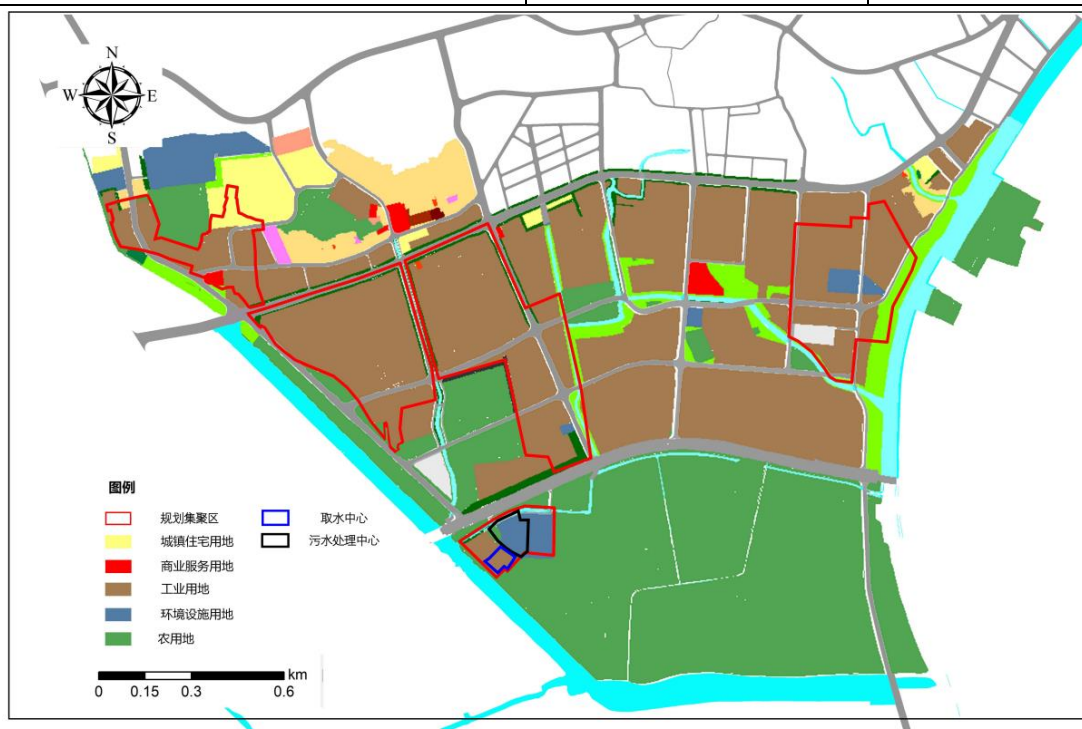 N
W E
S
图例
规划集聚区 取水中心
城镇住宅用地 污水处理中心
商业服务用地
工业用地
环境设施用地
农用地
km
0 0.15 0.3 0.6